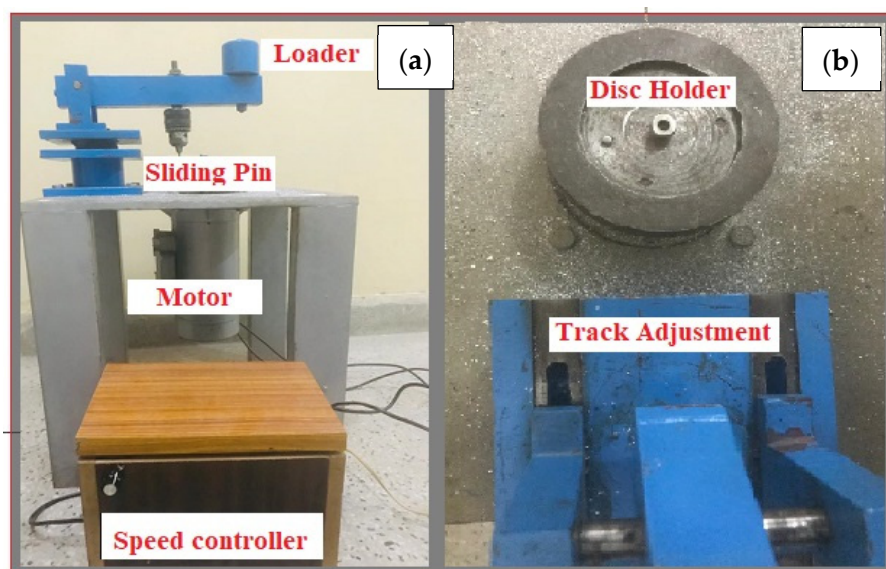 Loader
(a)
Sliding Pin
Motor
Speed controller
(b)
Disc Holder
Track Adjustment